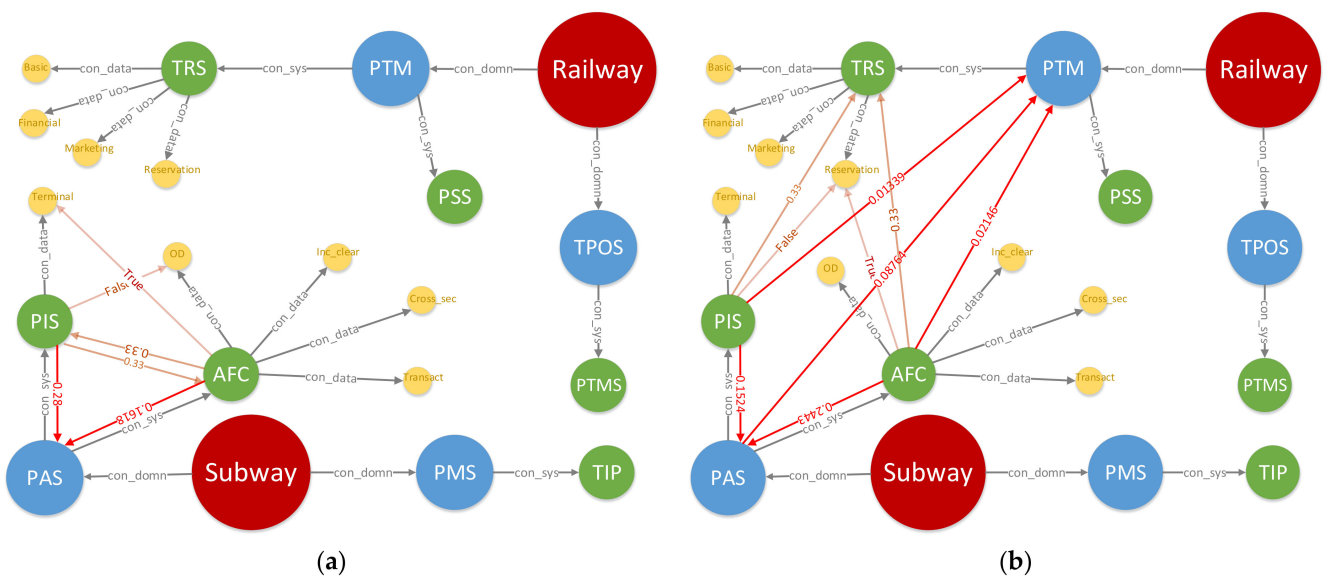 Railway
PTM
TRS
con_domn
con_sys
con_data
Basic
con_data
Financial
con_data
Marketing
con_data
Reservation
con_sys
PSS
con_domn
TPOS
con_sys
PTMS
Terminal
con_data
OD
con_data
Inc_clear
con_data
Cross_sec
con_data
Transact
con_data
True
False
PIS
0.33
0.33
AFC
0.28
con_sys
0.1618
con_sys
PAS
con_domn
Subway
con_domn
PMS
con_sys
TIP
(a)
Railway
PTM
TRS
con_domn
con_sys
con_data
Basic
con_data
Financial
con_data
Marketing
con_data
Reservation
con_sys
PSS
con_domn
TPOS
con_sys
PTMS
Terminal
con_data
0.33
False
0.01339
0.33
0.02146
0.08764
True
OD
con_data
Inc_clear
con_data
Cross_sec
con_data
Transact
con_data
PIS
AFC
0.1524
con_sys
0.2443
con_sys
PAS
con_domn
Subway
con_domn
PMS
con_sys
TIP
(b)